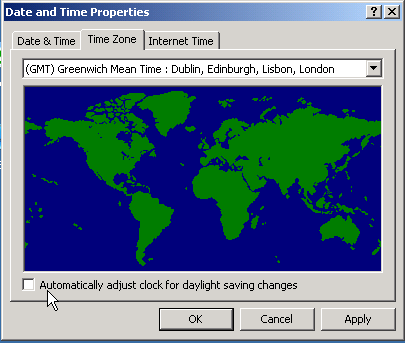 Date and Time Properties
Date & Time Time Zone Internet Time
(GMT) Greenwich Mean Time : Dublin, Edinburgh, Lisbon, London
Automatically adjust clock for daylight saving changes
OK Cancel Apply